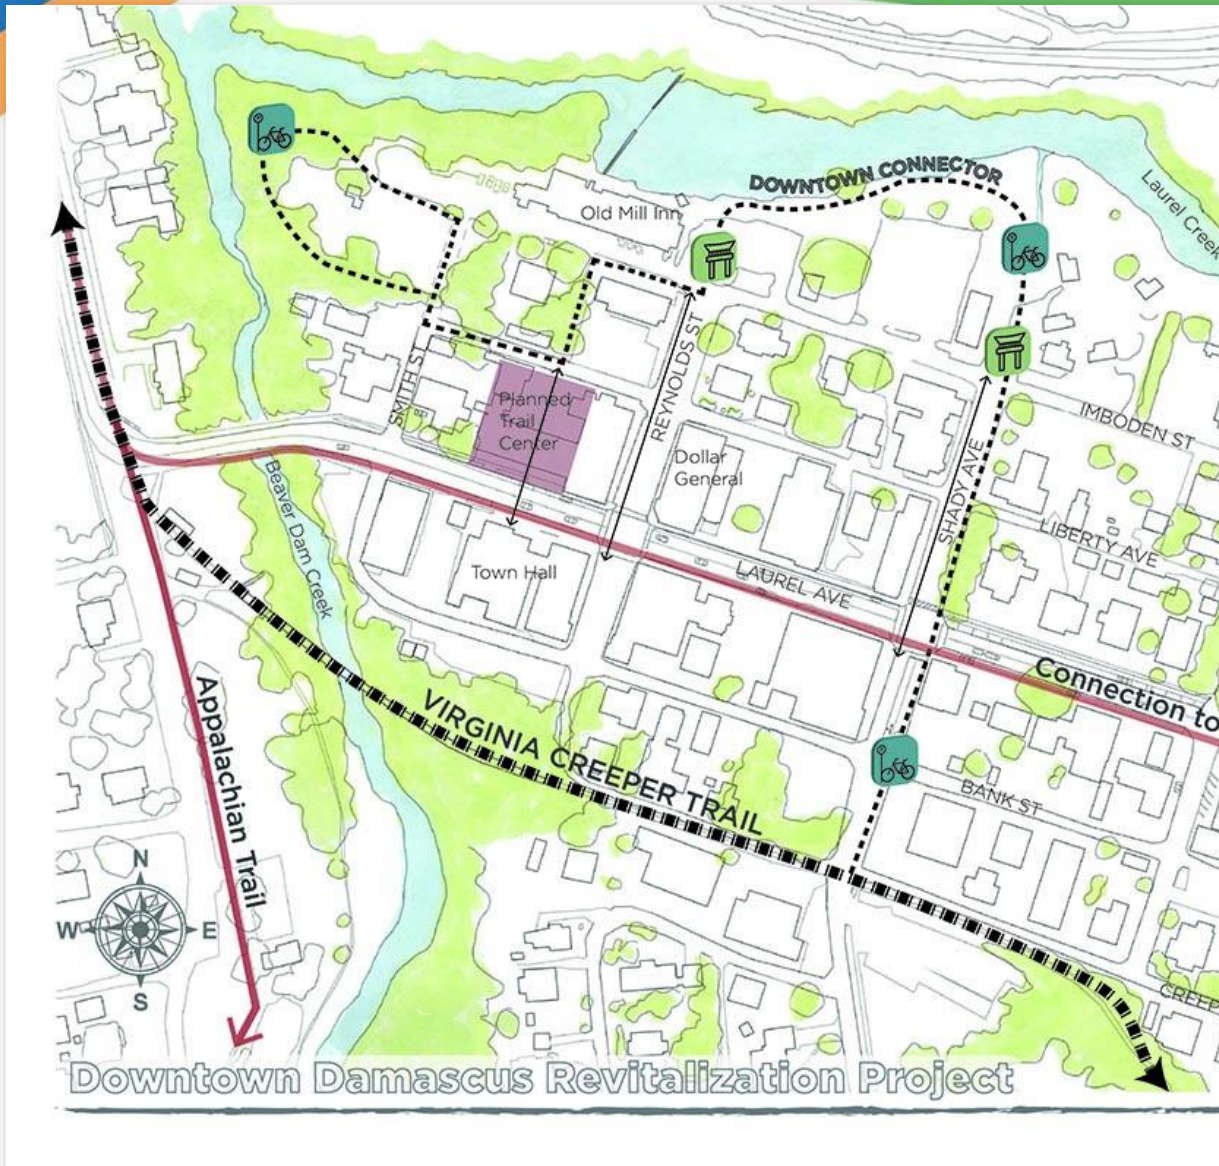 DOWNTOWN CONNECTOR
Laurel Creek
Old Mill Inn
SMITH ST
Planned
Trail
Center
REYNOLDS ST
Dollar
General
IMBODEN ST
SHADY AVE
LIBERTY AVE
Beaver Dam Creek
Town Hall
LAUREL AVE
Connection to
Appalachian Trail
VIRGINIA CREEPER TRAIL
BANK ST
N
W
E
S
CREEP
Downtown Damascus Revitalization Project